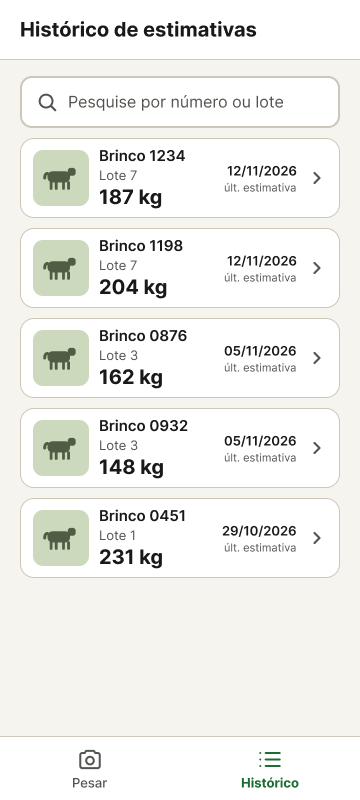 Histórico de estimativas
Pesquise por número ou lote
Brinco 1234
Lote 7
187 kg
12/11/2026
últ. estimativa
Brinco 1198
Lote 7
204 kg
12/11/2026
últ. estimativa
Brinco 0876
Lote 3
162 kg
05/11/2026
últ. estimativa
Brinco 0932
Lote 3
148 kg
05/11/2026
últ. estimativa
Brinco 0451
Lote 1
231 kg
29/10/2026
últ. estimativa
Pesar
Histórico